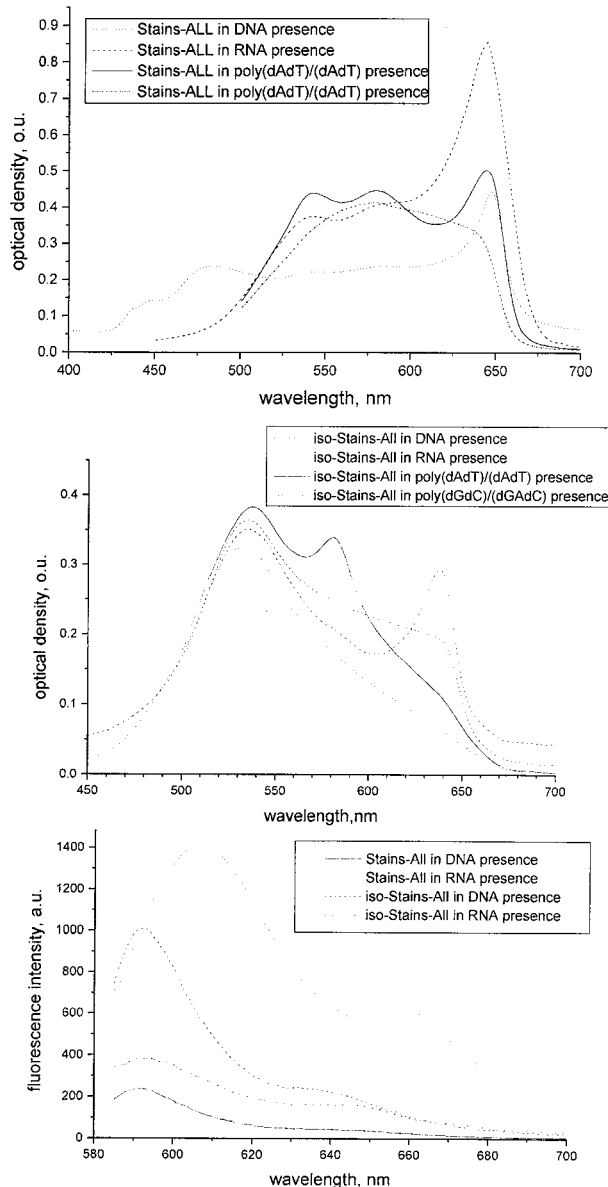 Stains-ALL in DNA presence
Stains-ALL in RNA presence
Stains-ALL in poly(dAdT)/(dAdT) presence
Stains-ALL in poly(dAdT)/(dAdT) presence
optical density, o.u.
0.9
0.8
0.7
0.6
0.5
0.4
0.3
0.2
0.1
0.0
400 450 500 550 600 650 700
wavelength, nm
iso-Stains-All in DNA presence
iso-Stains-All in RNA presence
iso-Stains-All in poly(dAdT)/(dAdT) presence
iso-Stains-All in poly(dGdC)/(dGAdC) presence
optical density, o.u.
0.4
0.3
0.2
0.1
0.0
450 500 550 600 650 700
wavelength,nm
Stains-All in DNA presence
Stains-All in RNA presence
iso-Stains-All in DNA presence
iso-Stains-All in RNA presence
fluorescence intensity, a.u.
1400
1200
1000
800
600
400
200
0
580 600 620 640 660 680 700
wavelength, nm